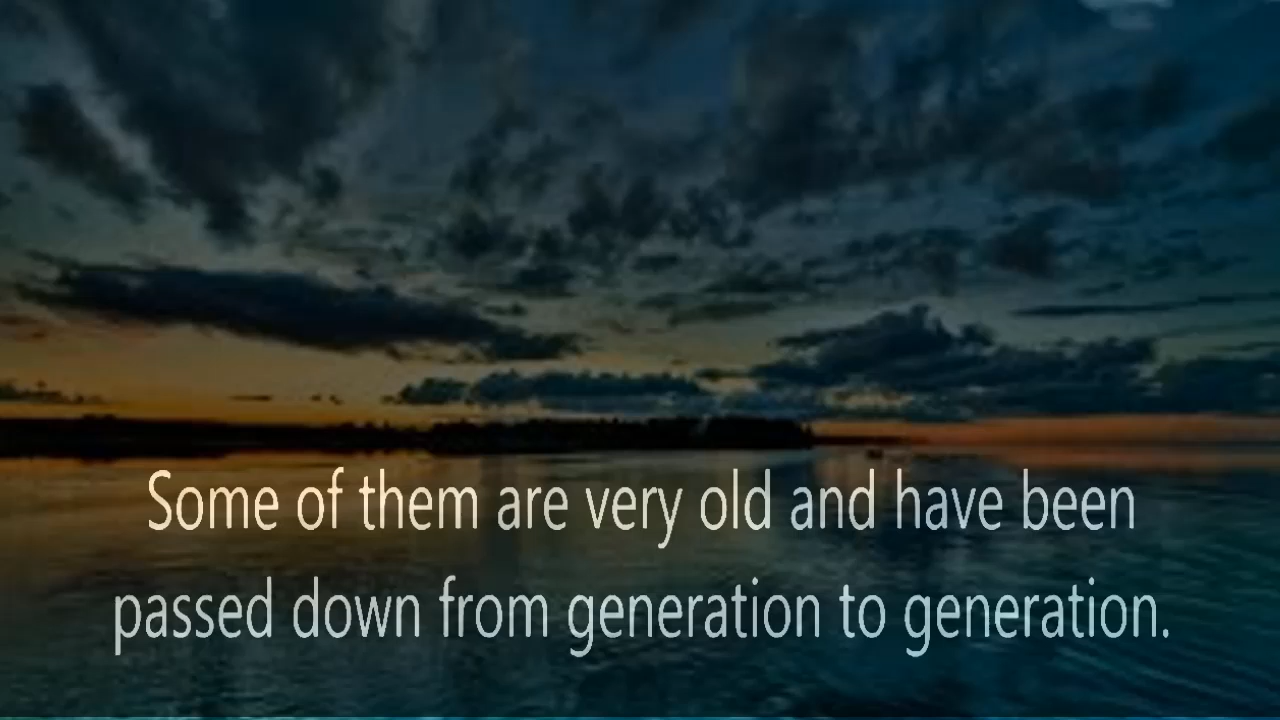 Some of them are very old and have been
passed down from generation to generation.